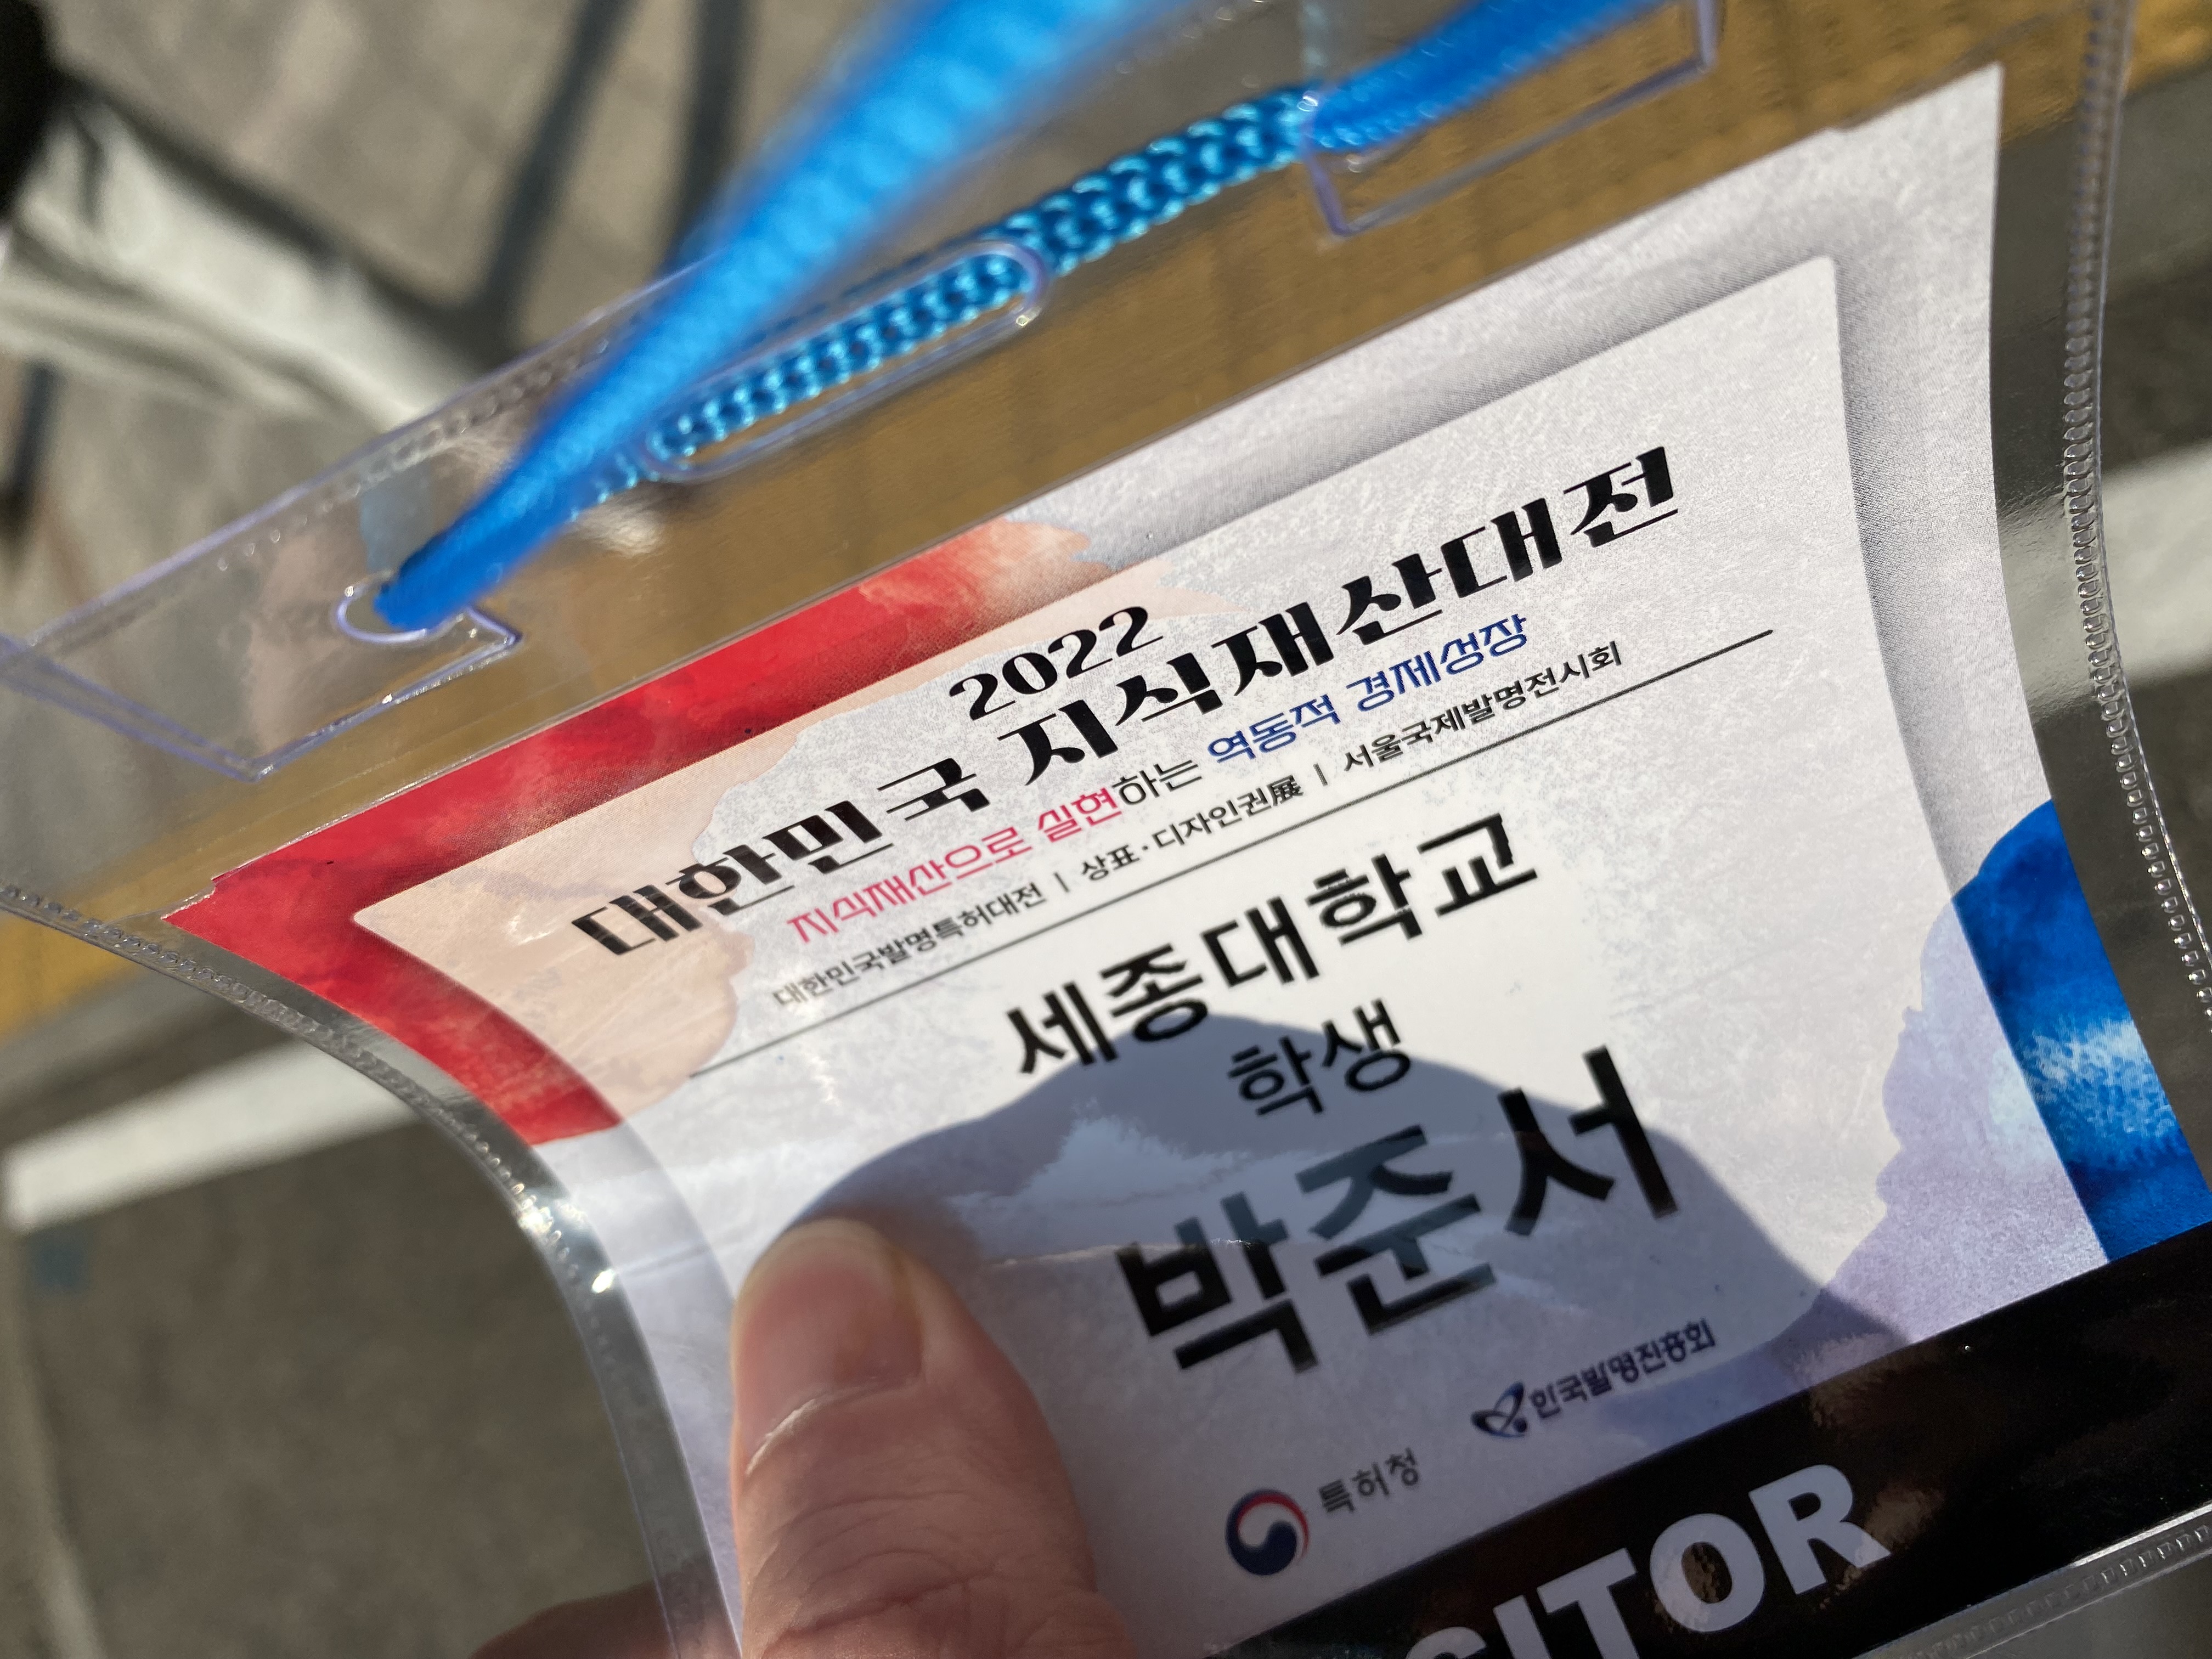 2022
대한민국 지식재산대전
지식재산으로 실현하는 역동적 경제성장
대한민국발명특허대전 | 상표·디자인권展 | 서울국제발명전시회
세종대학교
학생
박준서
특허청 한국발명진흥회
SITOR